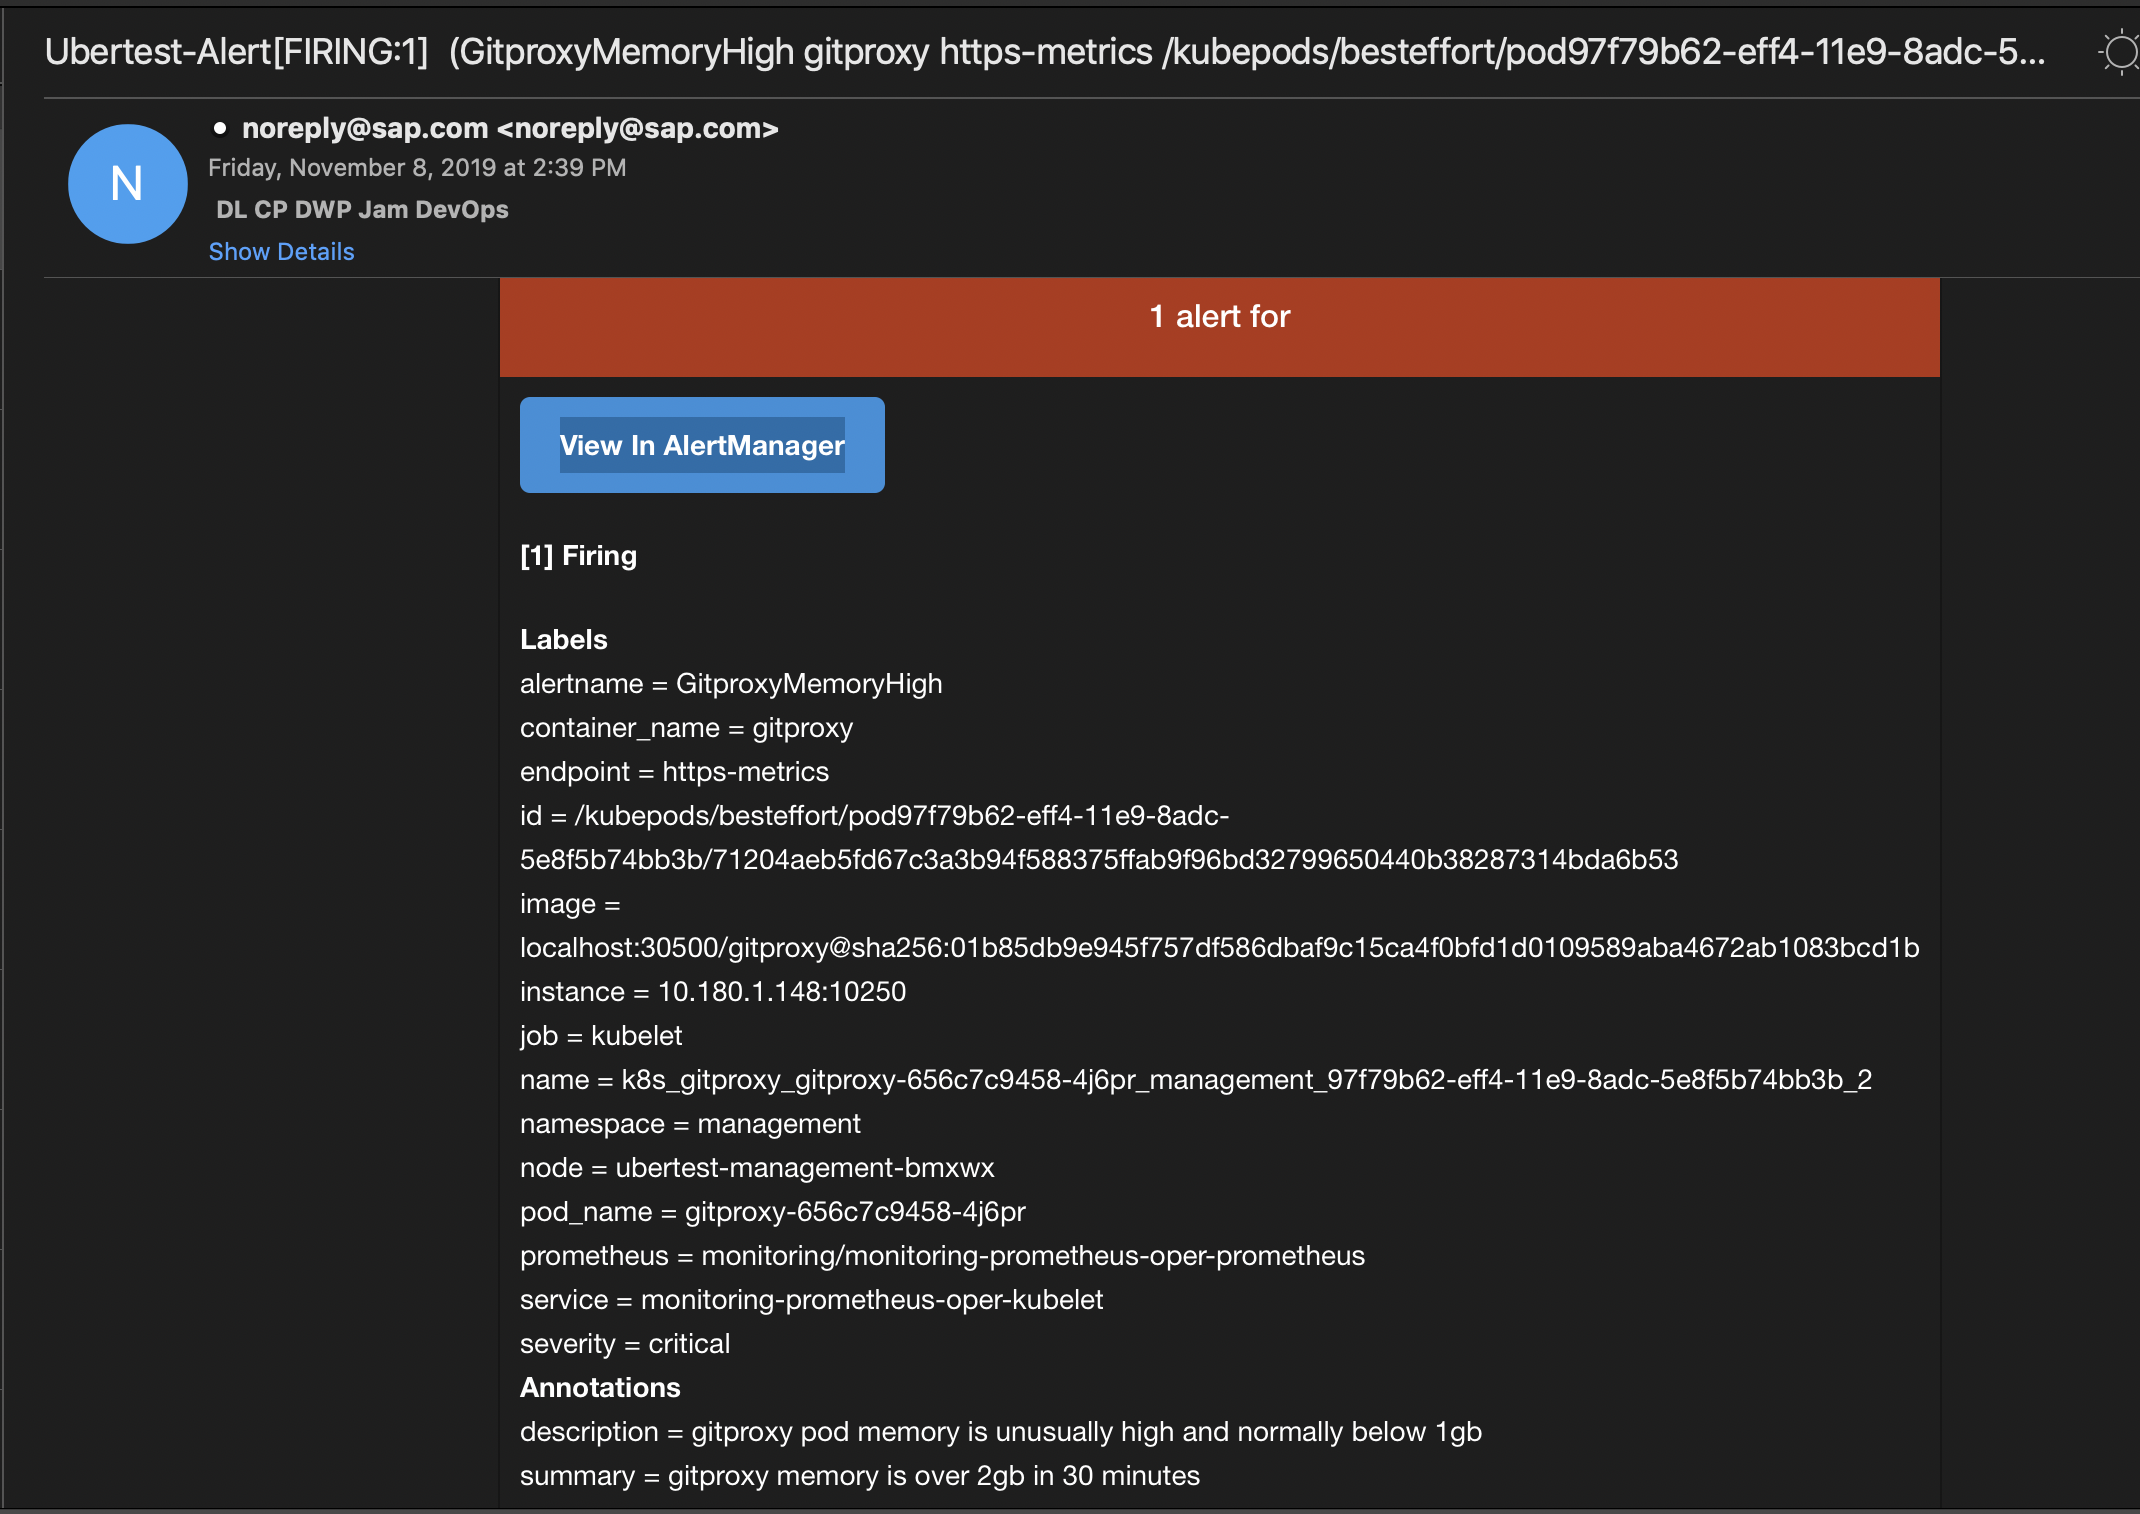 Ubertest-Alert[FIRING:1] (GitproxyMemoryHigh gitproxy https-metrics /kubepods/besteffort/pod97f79b62-eff4-11e9-8adc-5...
N
noreply@sap.com <noreply@sap.com>
Friday, November 8, 2019 at 2:39 PM
DL CP DWP Jam DevOps
Show Details
1 alert for
View In AlertManager
[1] Firing
Labels
alertname = GitproxyMemoryHigh
container_name = gitproxy
endpoint = https-metrics
id = /kubepods/besteffort/pod97f79b62-eff4-11e9-8adc-
5e8f5b74bb3b/71204aeb5fd67c3a3b94f588375ffab9f96bd32799650440b38287314bda6b53
image =
localhost:30500/gitproxy@sha256:01b85db9e945f757df586dbaf9c15ca4f0bfd1d0109589aba4672ab1083bcd1b
instance = 10.180.1.148:10250
job = kubelet
name = k8s_gitproxy_gitproxy-656c7c9458-4j6pr_management_97f79b62-eff4-11e9-8adc-5e8f5b74bb3b_2
namespace = management
node = ubertest-management-bmxwx
pod_name = gitproxy-656c7c9458-4j6pr
prometheus = monitoring/monitoring-prometheus-oper-prometheus
service = monitoring-prometheus-oper-kubelet
severity = critical
Annotations
description = gitproxy pod memory is unusually high and normally below 1gb
summary = gitproxy memory is over 2gb in 30 minutes